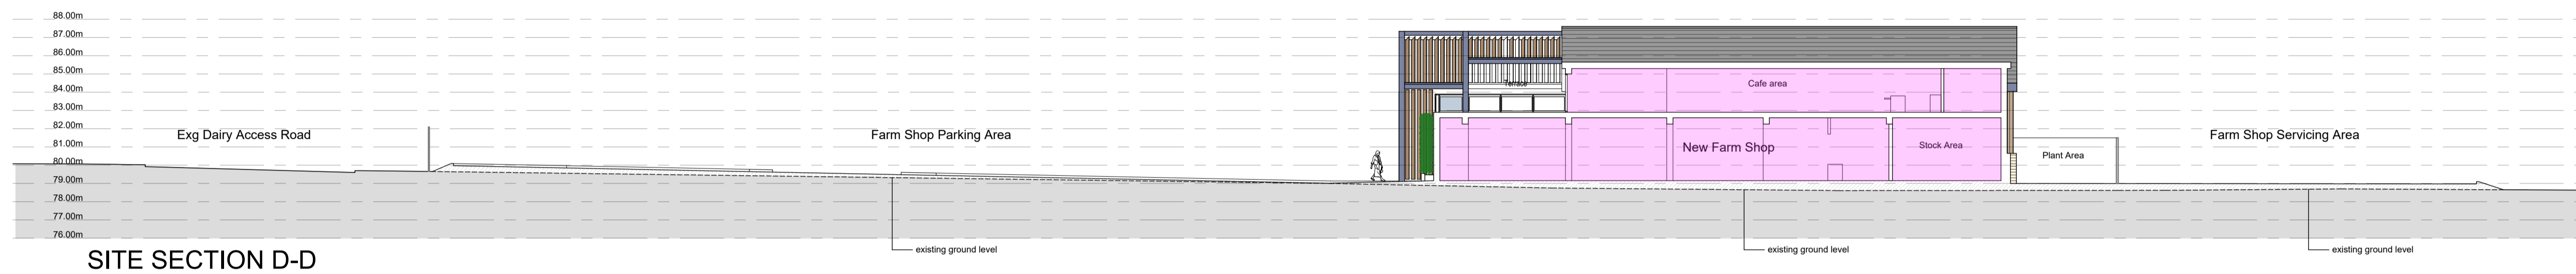 88.00m
87.00m
86.00m
85.00m
84.00m
83.00m
82.00m
81.00m
80.00m
79.00m
78.00m
77.00m
76.00m
Exg Dairy Access Road
Farm Shop Parking Area
Terrace
Cafe area
New Farm Shop
Stock Area
Plant Area
Farm Shop Servicing Area
existing ground level
existing ground level
existing ground level
SITE SECTION D-D